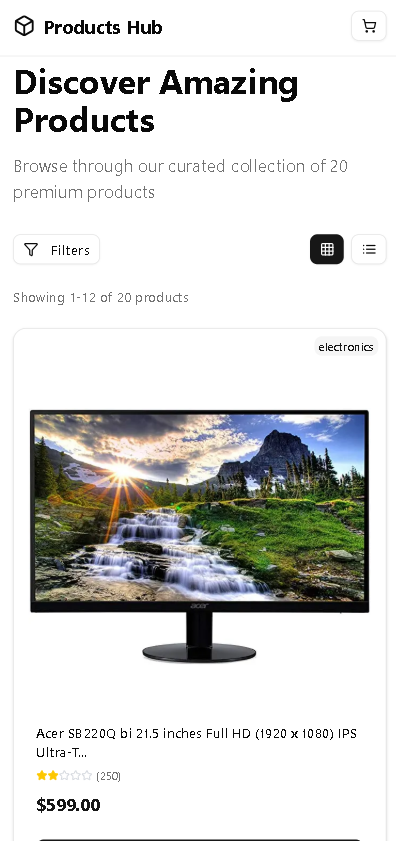 Products Hub
Discover Amazing
Products
Browse through our curated collection of 20
premium products
Filters
Showing 1-12 of 20 products
electronics
acer
Acer SB220Q bi 21.5 inches Full HD (1920 x 1080) IPS
Ultra-T...
(250)
$599.00